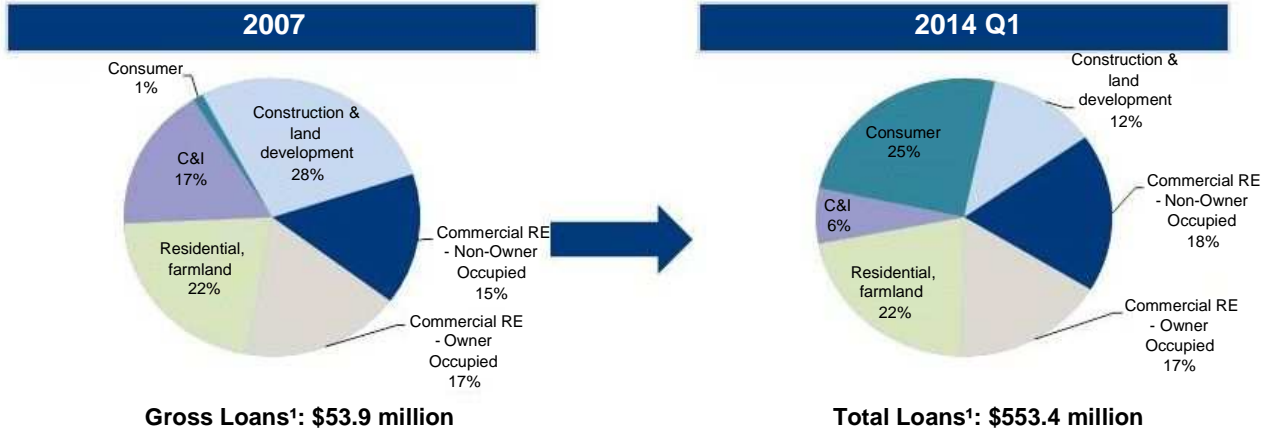 2007
Consumer
1%
Construction &
land
development
28%
C&I
17%
Commercial RE
- Non-Owner
Occupied
15%
Residential,
farmland
22%
Commercial RE
- Owner
Occupied
17%
Gross Loans¹: $53.9 million
2014 Q1
Construction &
land
development
12%
Consumer
25%
Commercial RE
- Non-Owner
Occupied
18%
C&I
6%
Residential,
farmland
22%
Commercial RE
- Owner
Occupied
17%
Total Loans¹: $553.4 million